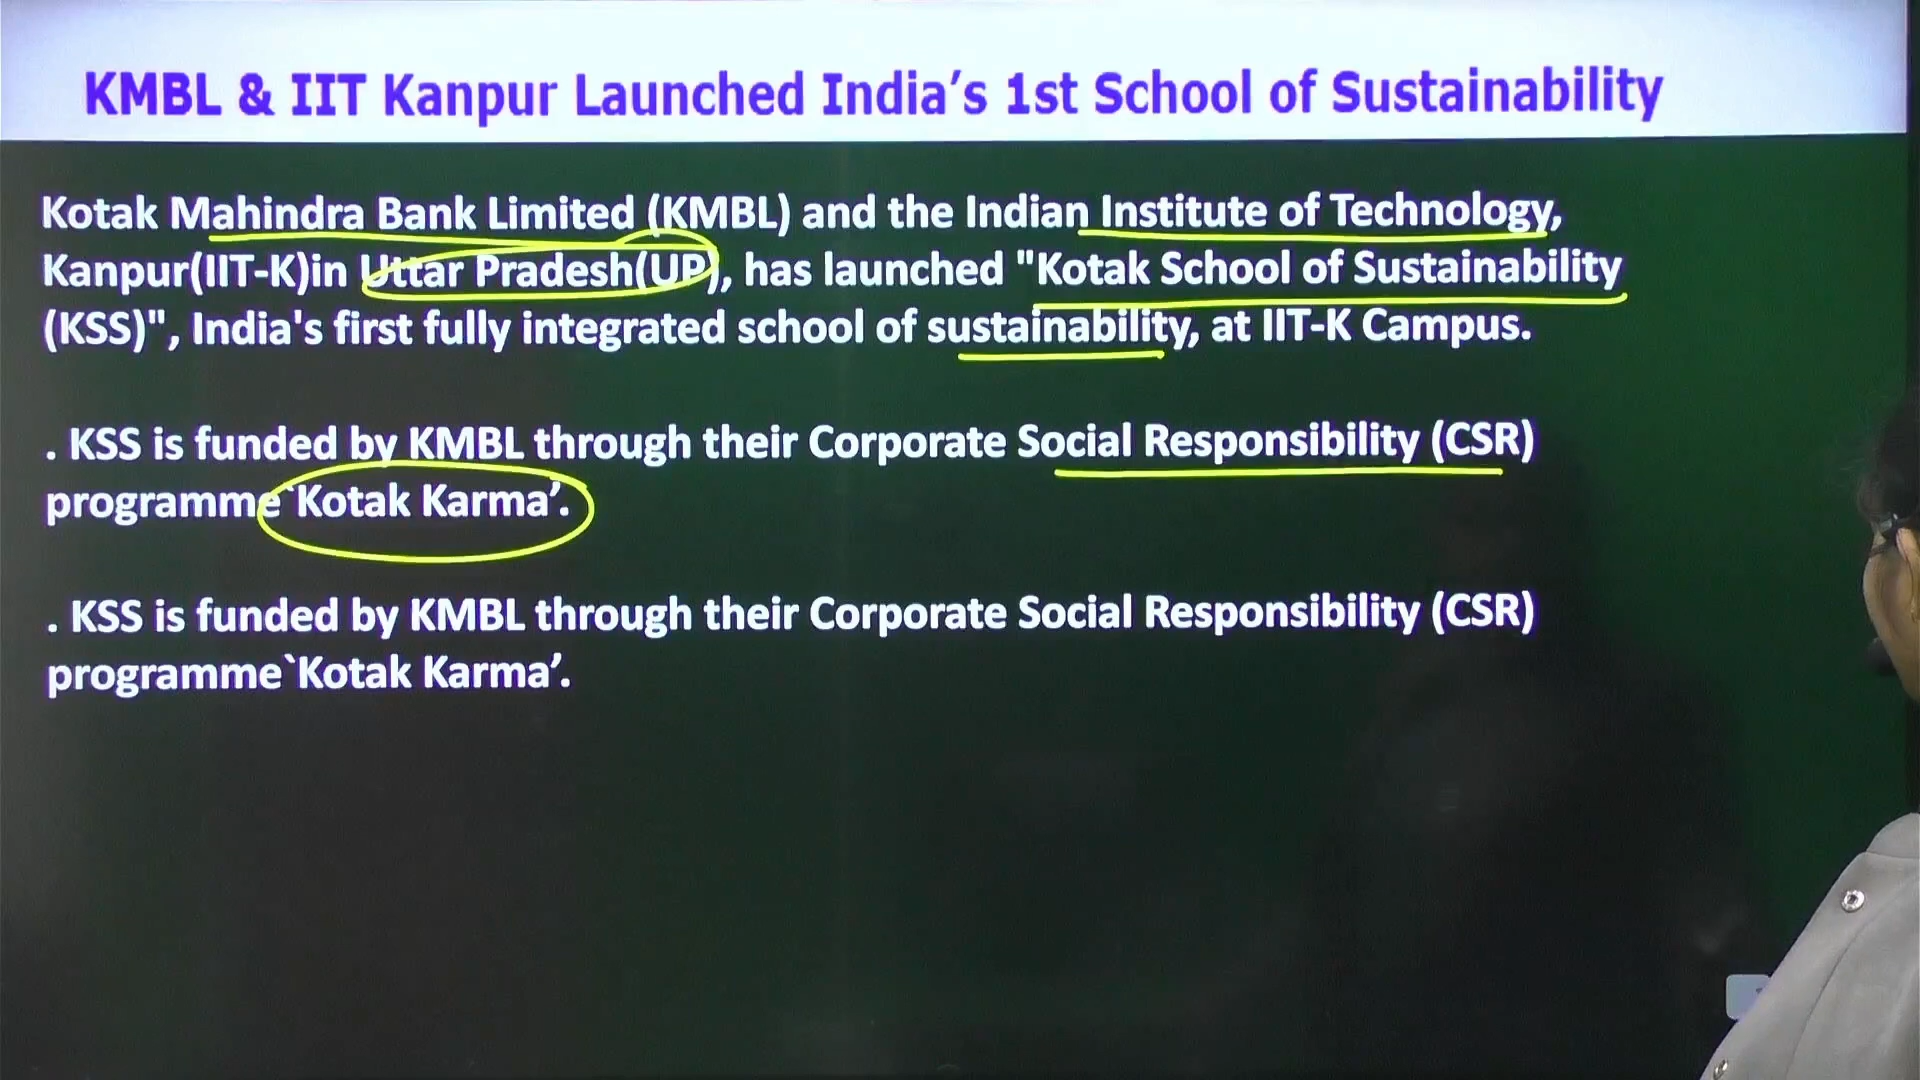 KMBL & IIT Kanpur Launched India’s 1st School of Sustainability
Kotak Mahindra Bank Limited (KMBL) and the Indian Institute of Technology,
Kanpur(IIT-K)in Uttar Pradesh(UP), has launched "Kotak School of Sustainability
(KSS)", India's first fully integrated school of sustainability, at IIT-K Campus.
. KSS is funded by KMBL through their Corporate Social Responsibility (CSR)
programme`Kotak Karma’.
. KSS is funded by KMBL through their Corporate Social Responsibility (CSR)
programme`Kotak Karma’.